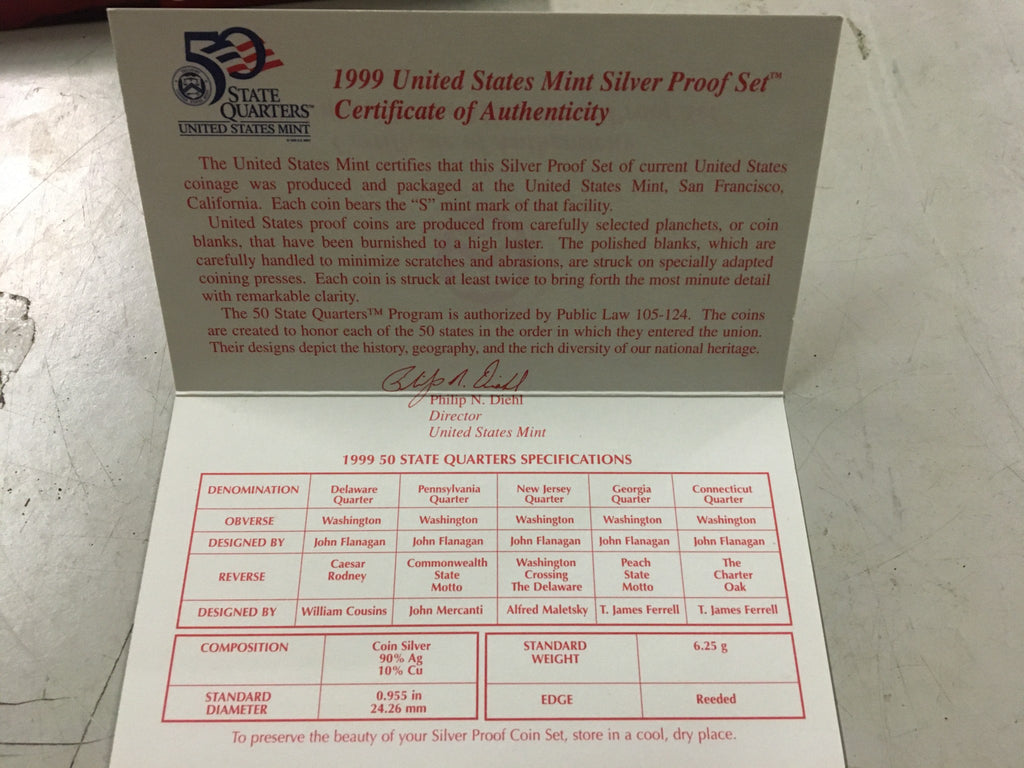 50
STATE
QUARTERS™
UNITED STATES MINT
1999 United States Mint Silver Proof Set™
Certificate of Authenticity
The United States Mint certifies that this Silver Proof Set of current United States
coinage was produced and packaged at the United States Mint, San Francisco,
California. Each coin bears the “S” mint mark of that facility.
United States proof coins are produced from carefully selected planchets, or coin
blanks, that have been burnished to a high luster. The polished blanks, which are
carefully handled to minimize scratches and abrasions, are struck on specially adapted
coining presses. Each coin is struck at least twice to bring forth the most minute detail
with remarkable clarity.
The 50 State Quarters™ Program is authorized by Public Law 105-124. The coins
are created to honor each of the 50 states in the order in which they entered the union.
Their designs depict the history, geography, and the rich diversity of our national heritage.
Philip N. Diehl
Philip N. Diehl
Director
United States Mint
1999 50 STATE QUARTERS SPECIFICATIONS
DENOMINATION Delaware Quarter Pennsylvania Quarter New Jersey Quarter Georgia Quarter Connecticut Quarter
OBVERSE Washington Washington Washington Washington Washington
DESIGNED BY John Flanagan John Flanagan John Flanagan John Flanagan John Flanagan
REVERSE Caesar Rodney Commonwealth State Motto Washington Crossing The Delaware Peach State Motto The Charter Oak
DESIGNED BY William Cousins John Mercanti Alfred Maletsky T. James Ferrell T. James Ferrell
COMPOSITION Coin Silver 90% Ag 10% Cu
STANDARD DIAMETER 0.955 in 24.26 mm
STANDARD WEIGHT 6.25 g
EDGE Reeded
To preserve the beauty of your Silver Proof Coin Set, store in a cool, dry place.